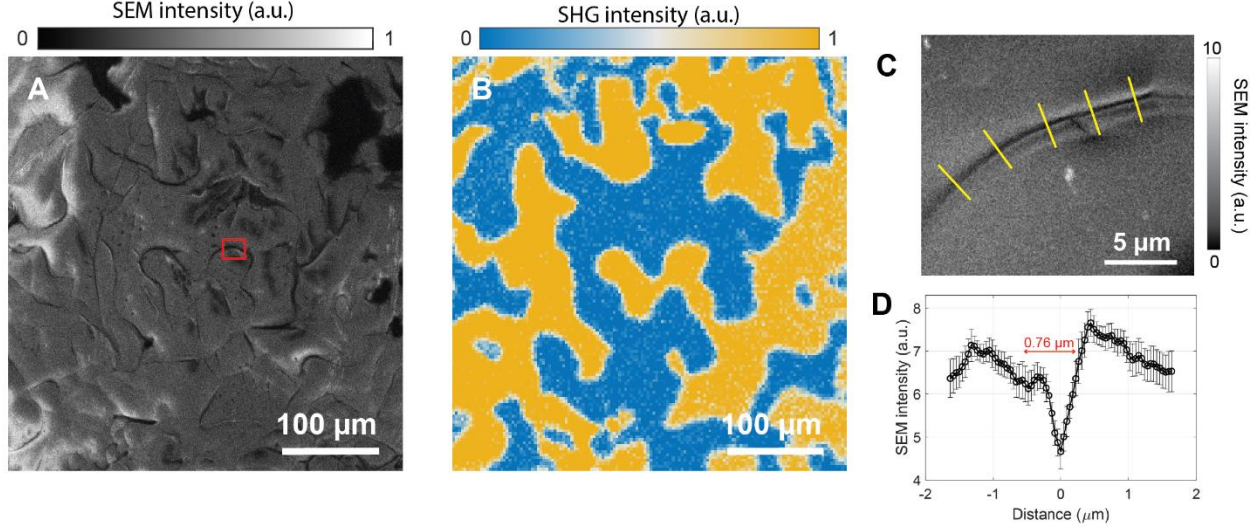 SEM intensity (a.u.)
0 1
SHG intensity (a.u.)
0 1
A
100 μm
B
100 μm
C
5 μm
10
SEM intensity (a.u.)
0
D
SEM intensity (a.u.)
8
7
6
5
4
0.76 μm
-2 -1 0 1 2
Distance (μm)